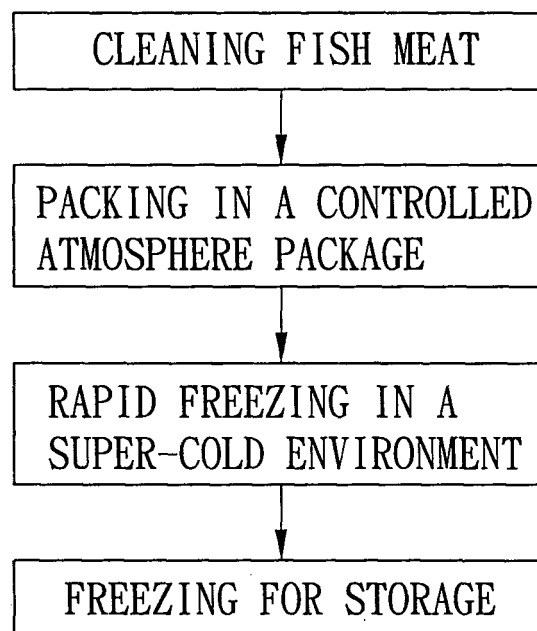 CLEANING FISH MEAT
PACKING IN A CONTROLLED
ATMOSPHERE PACKAGE
RAPID FREEZING IN A
SUPER-COLD ENVIRONMENT
FREEZING FOR STORAGE